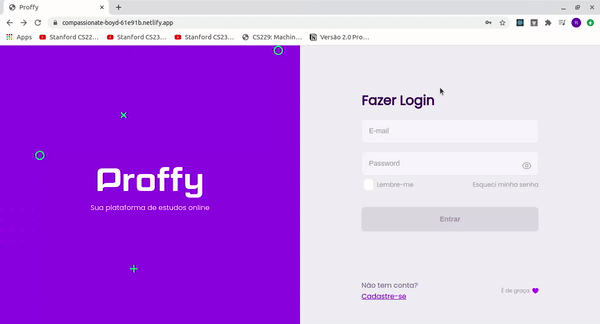 Proffy
compassionate-boyd-61e91b.netlify.app
Apps
Stanford CS22...
Stanford CS23...
Stanford CS23...
CS229: Machin...
Versão 2.0 Pro...
Proffy
Sua plataforma de estudos online
Fazer Login
E-mail
Password
Lembre-me
Esqueci minha senha
Entrar
Não tem conta?
Cadastre-se
É de graça